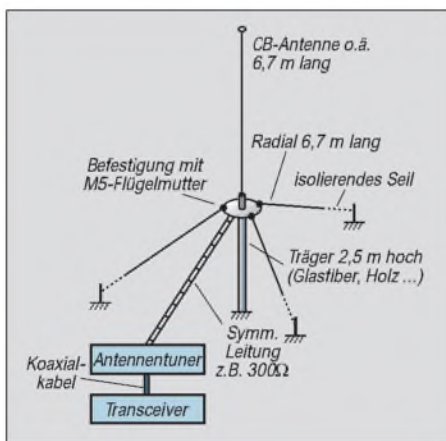 CB-Antenne o.ä.
6,7 m lang
Radial 6,7 m lang
Befestigung mit
M5-Flügelmutter
isolierendes Seil
Träger 2,5 m hoch
(Glasfiber, Holz ...)
Symm.
Leitung
z.B. 300Ω
Antennentuner
Koaxial-
kabel
Transceiver